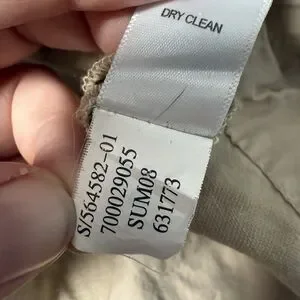 DRY CLEAN
S/564582-01
700029055
SUM08
631773